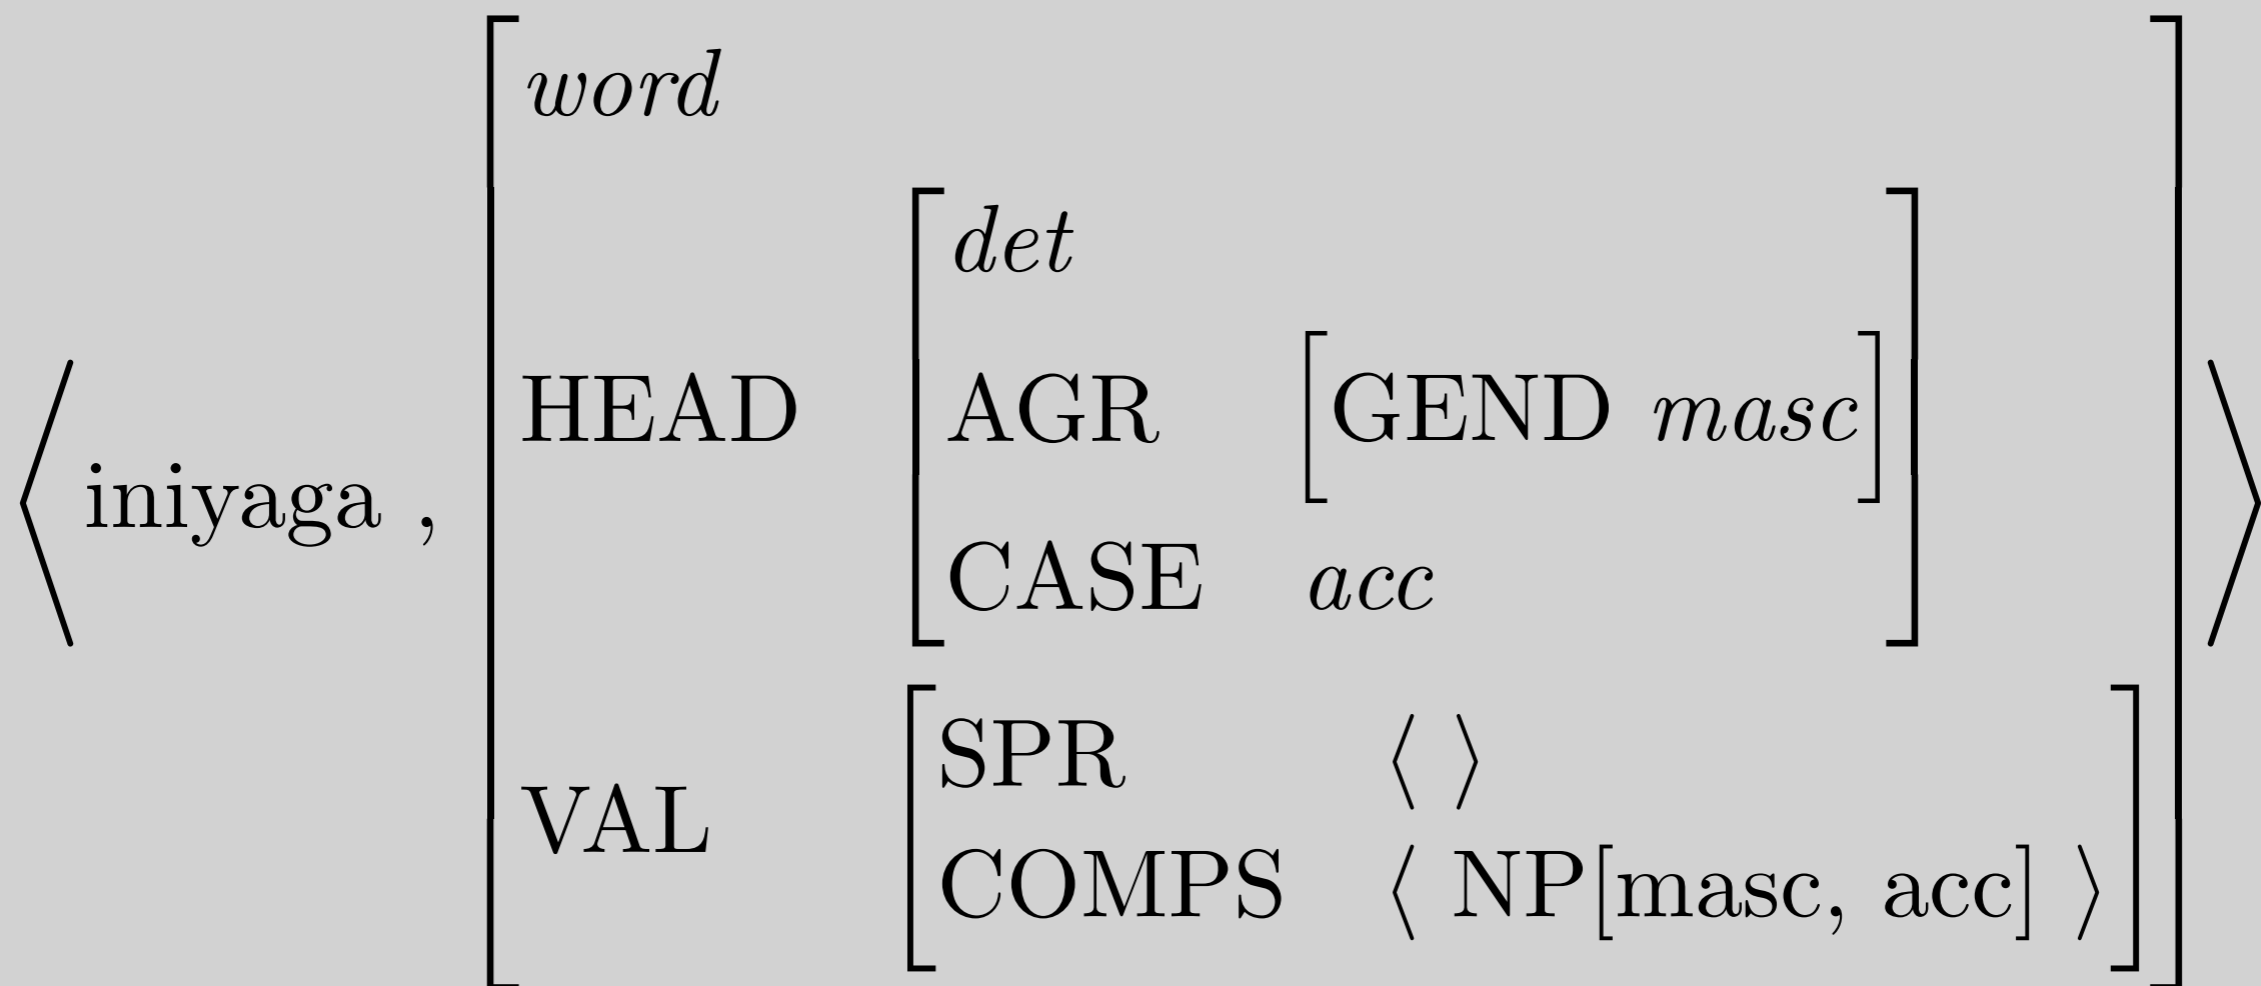 word
det
HEAD AGR [GEND masc]
⟨ iniyaga ,
CASE acc
SPR ⟨ ⟩
VAL
COMPS ⟨ NP[masc, acc] ⟩